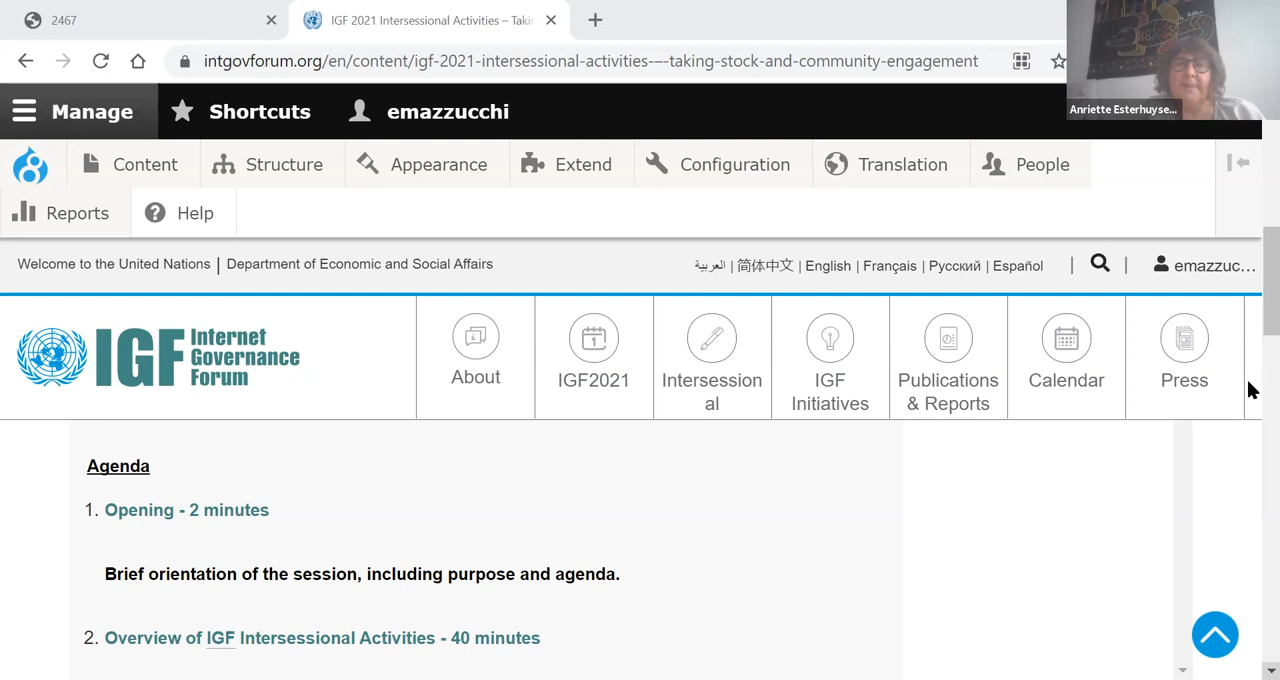 2467
IGF 2021 Intersessional Activities – Taki
intgovforum.org/en/content/igf-2021-intersessional-activities-–-taking-stock-and-community-engagement
Anriette Esterhuyse...
Manage
Shortcuts
emazzucchi
Content
Structure
Appearance
Extend
Configuration
Translation
People
Reports
Help
Welcome to the United Nations | Department of Economic and Social Affairs
العربية | 简体中文 | English | Français | Русский | Español | | emazzuc...
IGF Internet
Governance
Forum
About
IGF2021
Intersession
al
IGF
Initiatives
Publications
& Reports
Calendar
Press
Agenda
1. Opening - 2 minutes
Brief orientation of the session, including purpose and agenda.
2. Overview of IGF Intersessional Activities - 40 minutes